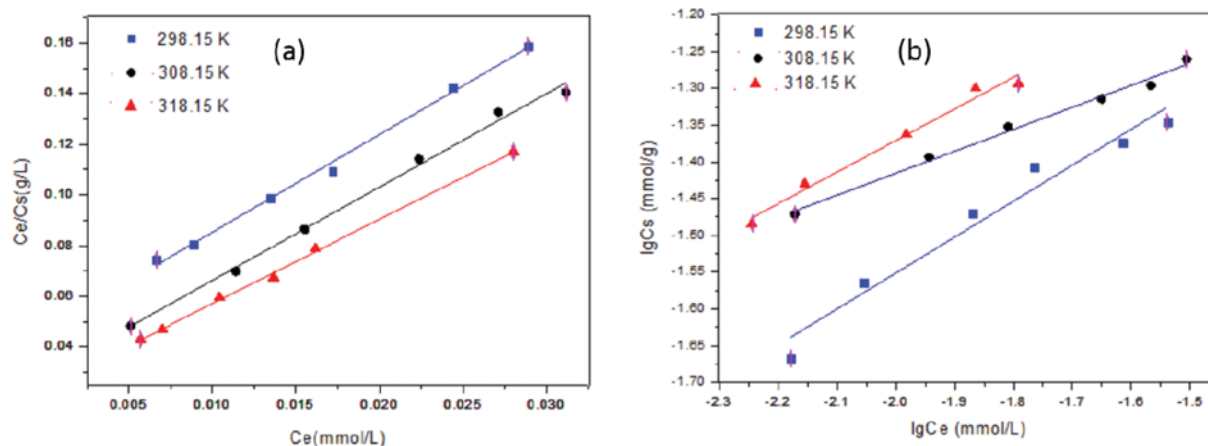 (a)
298.15 K
308.15 K
318.15 K
Ce/Cs(g/L)
0.16
0.14
0.12
0.10
0.08
0.06
0.04
0.005
0.010
0.015
0.020
0.025
0.030
Ce(mmol/L)
(b)
298.15 K
308.15 K
318.15 K
lgCs (mmol/g)
-1.20
-1.25
-1.30
-1.35
-1.40
-1.45
-1.50
-1.55
-1.60
-1.65
-1.70
-2.3
-2.2
-2.1
-2.0
-1.9
-1.8
-1.7
-1.6
-1.5
-1.4
lgCe (mmol/L)